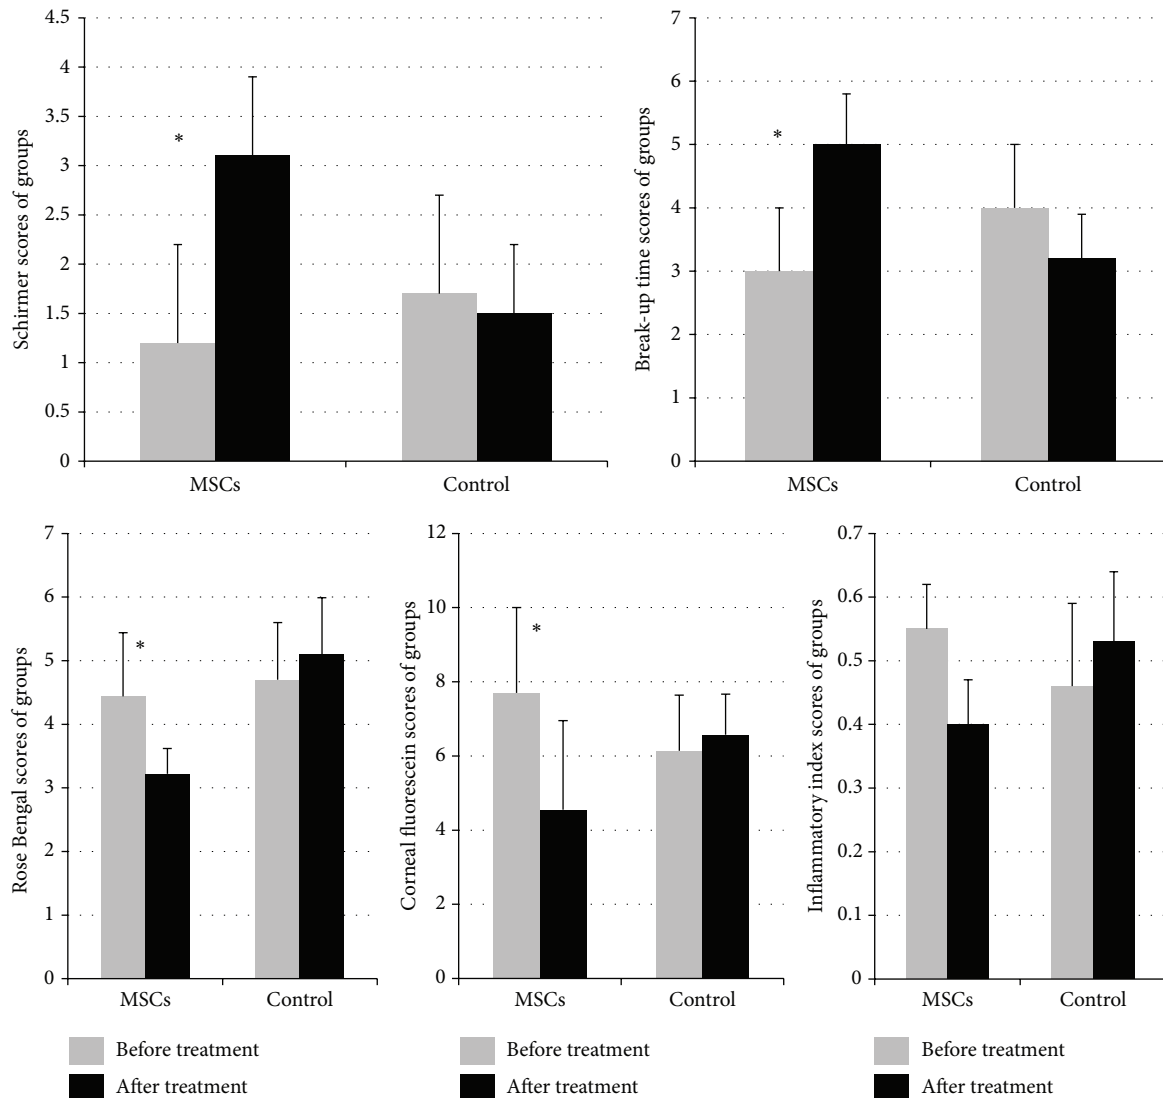 Schirmer scores of groups
4.5
4
3.5
3
2.5
2
1.5
1
0.5
0
*
MSCs
Control
Break-up time scores of groups
7
6
5
4
3
2
1
0
*
MSCs
Control
Rose Bengal scores of groups
7
6
5
4
3
2
1
0
*
MSCs
Control
Before treatment
After treatment
Corneal fluorescein scores of groups
12
10
8
6
4
2
0
*
MSCs
Control
Before treatment
After treatment
Inflammatory index scores of groups
0.7
0.6
0.5
0.4
0.3
0.2
0.1
0
MSCs
Control
Before treatment
After treatment